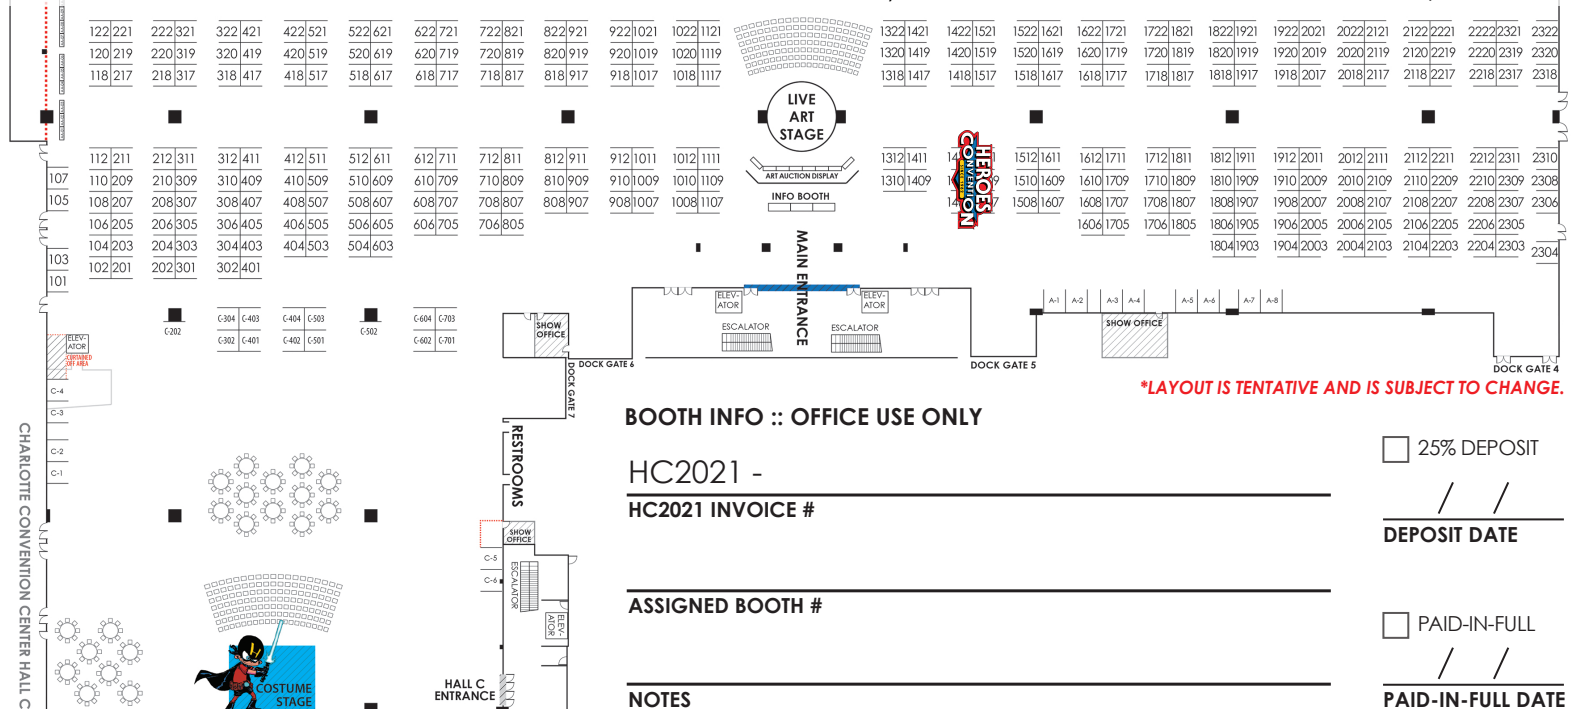 122 221 222 321 322 421 422 521 522 621 622 721 722 821 822 921 922 1021 1022 1121 1322 1421 1422 1521 1522 1621 1622 1721 1722 1821 1822 1921 1922 2021 2022 2121 2122 2221 2222 2321 2322
120 219 220 319 320 419 420 519 520 619 620 719 720 819 820 919 920 1019 1020 1119 1320 1419 1420 1519 1520 1619 1620 1719 1720 1819 1820 1919 1920 2019 2020 2119 2120 2219 2220 2319 2320
118 217 218 317 318 417 418 517 518 617 618 717 718 817 818 917 918 1017 1018 1117 1318 1417 1418 1517 1518 1617 1618 1717 1718 1817 1818 1917 1918 2017 2018 2117 2118 2217 2218 2317 2318
LIVE
ART
STAGE
112 211 212 311 312 411 412 511 512 611 612 711 712 811 812 911 912 1011 1012 1111 1312 1411 1512 1611 1612 1711 1712 1811 1812 1911 1912 2011 2012 2111 2112 2211 2212 2311 2310
107 110 209 210 309 310 409 410 509 510 609 610 709 710 809 810 909 910 1009 1010 1109 1310 1409 1510 1609 1610 1709 1710 1809 1810 1909 1910 2009 2010 2109 2110 2209 2210 2309 2308
105 108 207 208 307 308 407 408 507 508 607 608 707 708 807 808 907 908 1007 1008 1107 1508 1607 1608 1707 1708 1807 1808 1907 1908 2007 2008 2107 2108 2207 2208 2307 2306
106 205 206 305 306 405 406 505 506 605 606 705 706 805 1606 1705 1706 1805 1806 1905 1906 2005 2006 2105 2106 2205 2206 2305
103 104 203 204 303 304 403 404 503 504 603 1804 1903 1904 2003 2004 2103 2104 2203 2204 2303 2304
101 102 201 202 301 302 401
ART AUCTION DISPLAY
INFO BOOTH
HEROES
CONVENTION
MAIN ENTRANCE
ELEV-
ATOR
ELEV-
ATOR
ESCALATOR
ESCALATOR
A-1 A-2 A-3 A-4 A-5 A-6 A-7 A-8
SHOW OFFICE
C-202 C-304 C-403 C-404 C-503 C-502 C-604 C-703
C-302 C-401 C-402 C-501 C-602 C-701
SHOW
OFFICE
ELEV-
ATOR
CURTAINED
OFF AREA
DOCK GATE 6
DOCK GATE 7
DOCK GATE 5
DOCK GATE 4
*LAYOUT IS TENTATIVE AND IS SUBJECT TO CHANGE.
C-4
C-3
C-2
C-1
CHARLOTTE CONVENTION CENTER HALL C
RESTROOMS
SHOW
OFFICE
C-5
C-6
ESCALATOR
ELEV-
ATOR
COSTUME
STAGE
HALL C
ENTRANCE
BOOTH INFO :: OFFICE USE ONLY
HC2021 -
HC2021 INVOICE #
ASSIGNED BOOTH #
NOTES
25% DEPOSIT
/ /
DEPOSIT DATE
PAID-IN-FULL
/ /
PAID-IN-FULL DATE